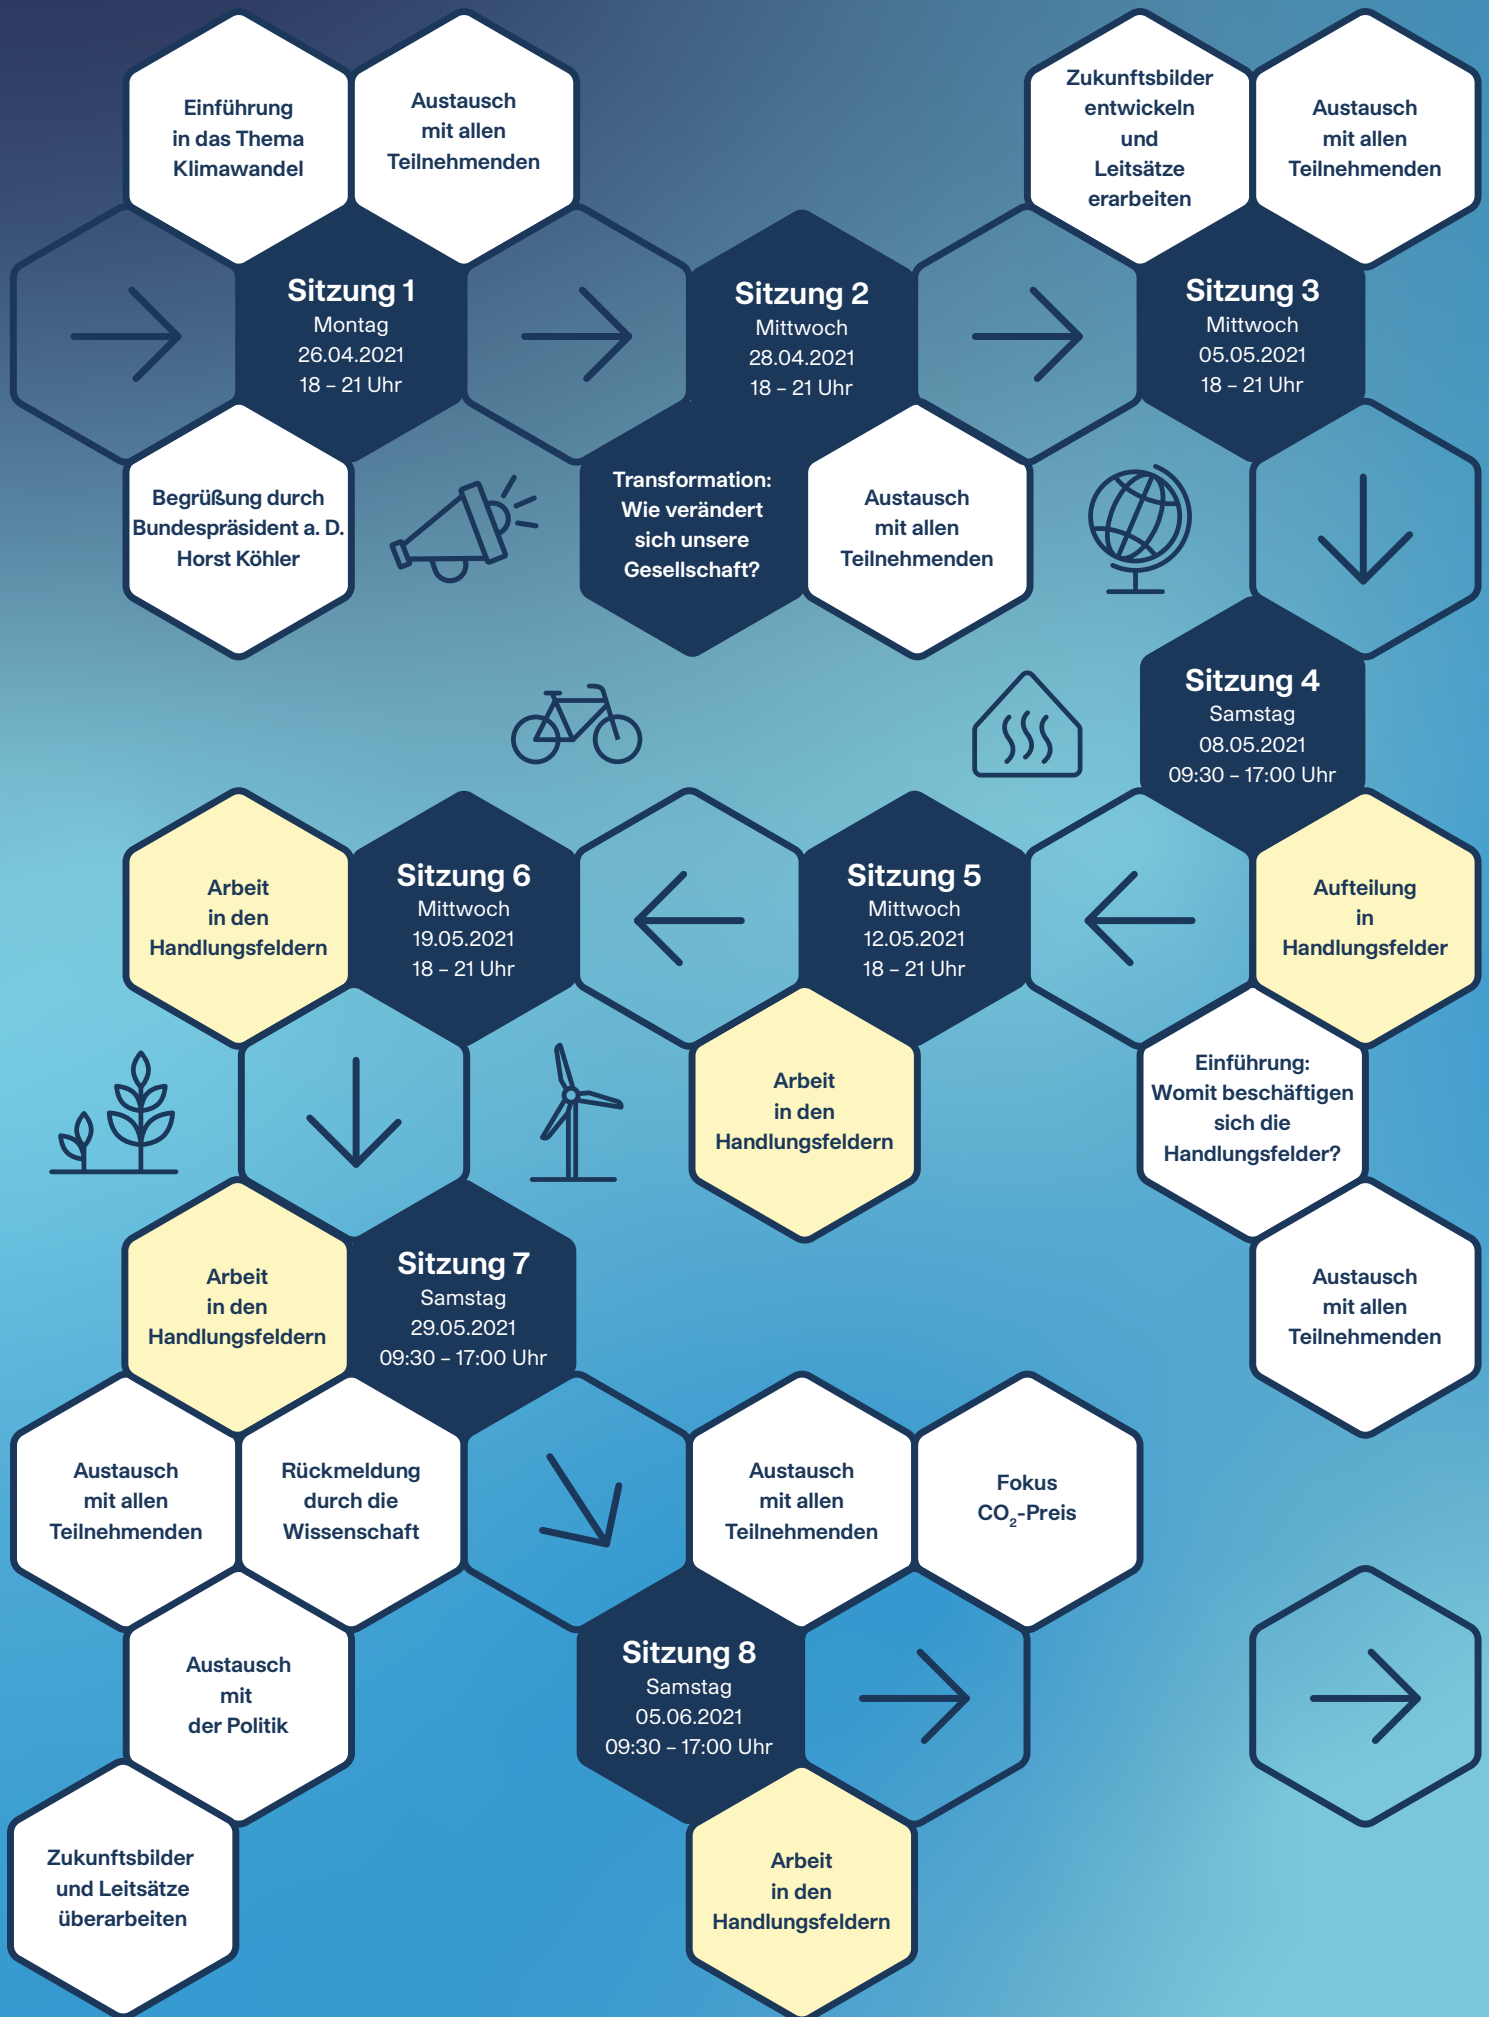 Einführung
in das Thema
Klimawandel
Austausch
mit allen
Teilnehmenden
Sitzung 1
Montag
26.04.2021
18 – 21 Uhr
Begrüßung durch
Bundespräsident a. D.
Horst Köhler
Sitzung 2
Mittwoch
28.04.2021
18 – 21 Uhr
Transformation:
Wie verändert
sich unsere
Gesellschaft?
Austausch
mit allen
Teilnehmenden
Zukunftsbilder
entwickeln
und
Leitsätze
erarbeiten
Austausch
mit allen
Teilnehmenden
Sitzung 3
Mittwoch
05.05.2021
18 – 21 Uhr
Sitzung 4
Samstag
08.05.2021
09:30 – 17:00 Uhr
Aufteilung
in
Handlungsfelder
Einführung:
Womit beschäftigen
sich die
Handlungsfelder?
Austausch
mit allen
Teilnehmenden
Sitzung 5
Mittwoch
12.05.2021
18 – 21 Uhr
Arbeit
in den
Handlungsfeldern
Sitzung 6
Mittwoch
19.05.2021
18 – 21 Uhr
Arbeit
in den
Handlungsfeldern
Sitzung 7
Samstag
29.05.2021
09:30 – 17:00 Uhr
Arbeit
in den
Handlungsfeldern
Austausch
mit allen
Teilnehmenden
Rückmeldung
durch die
Wissenschaft
Austausch
mit
der Politik
Zukunftsbilder
und Leitsätze
überarbeiten
Austausch
mit allen
Teilnehmenden
Fokus
CO₂-Preis
Sitzung 8
Samstag
05.06.2021
09:30 – 17:00 Uhr
Arbeit
in den
Handlungsfeldern